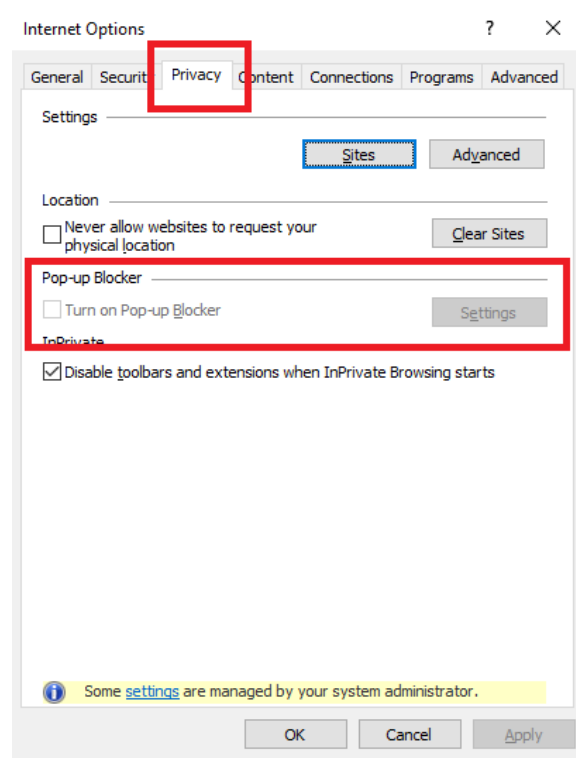 Internet Options ? ✕
General Security Privacy Content Connections Programs Advanced
Settings
Sites Advanced
Location
Never allow websites to request your
physical location
Clear Sites
Pop-up Blocker
Turn on Pop-up Blocker
Settings
InPrivate
Disable toolbars and extensions when InPrivate Browsing starts
Some settings are managed by your system administrator.
OK Cancel Apply